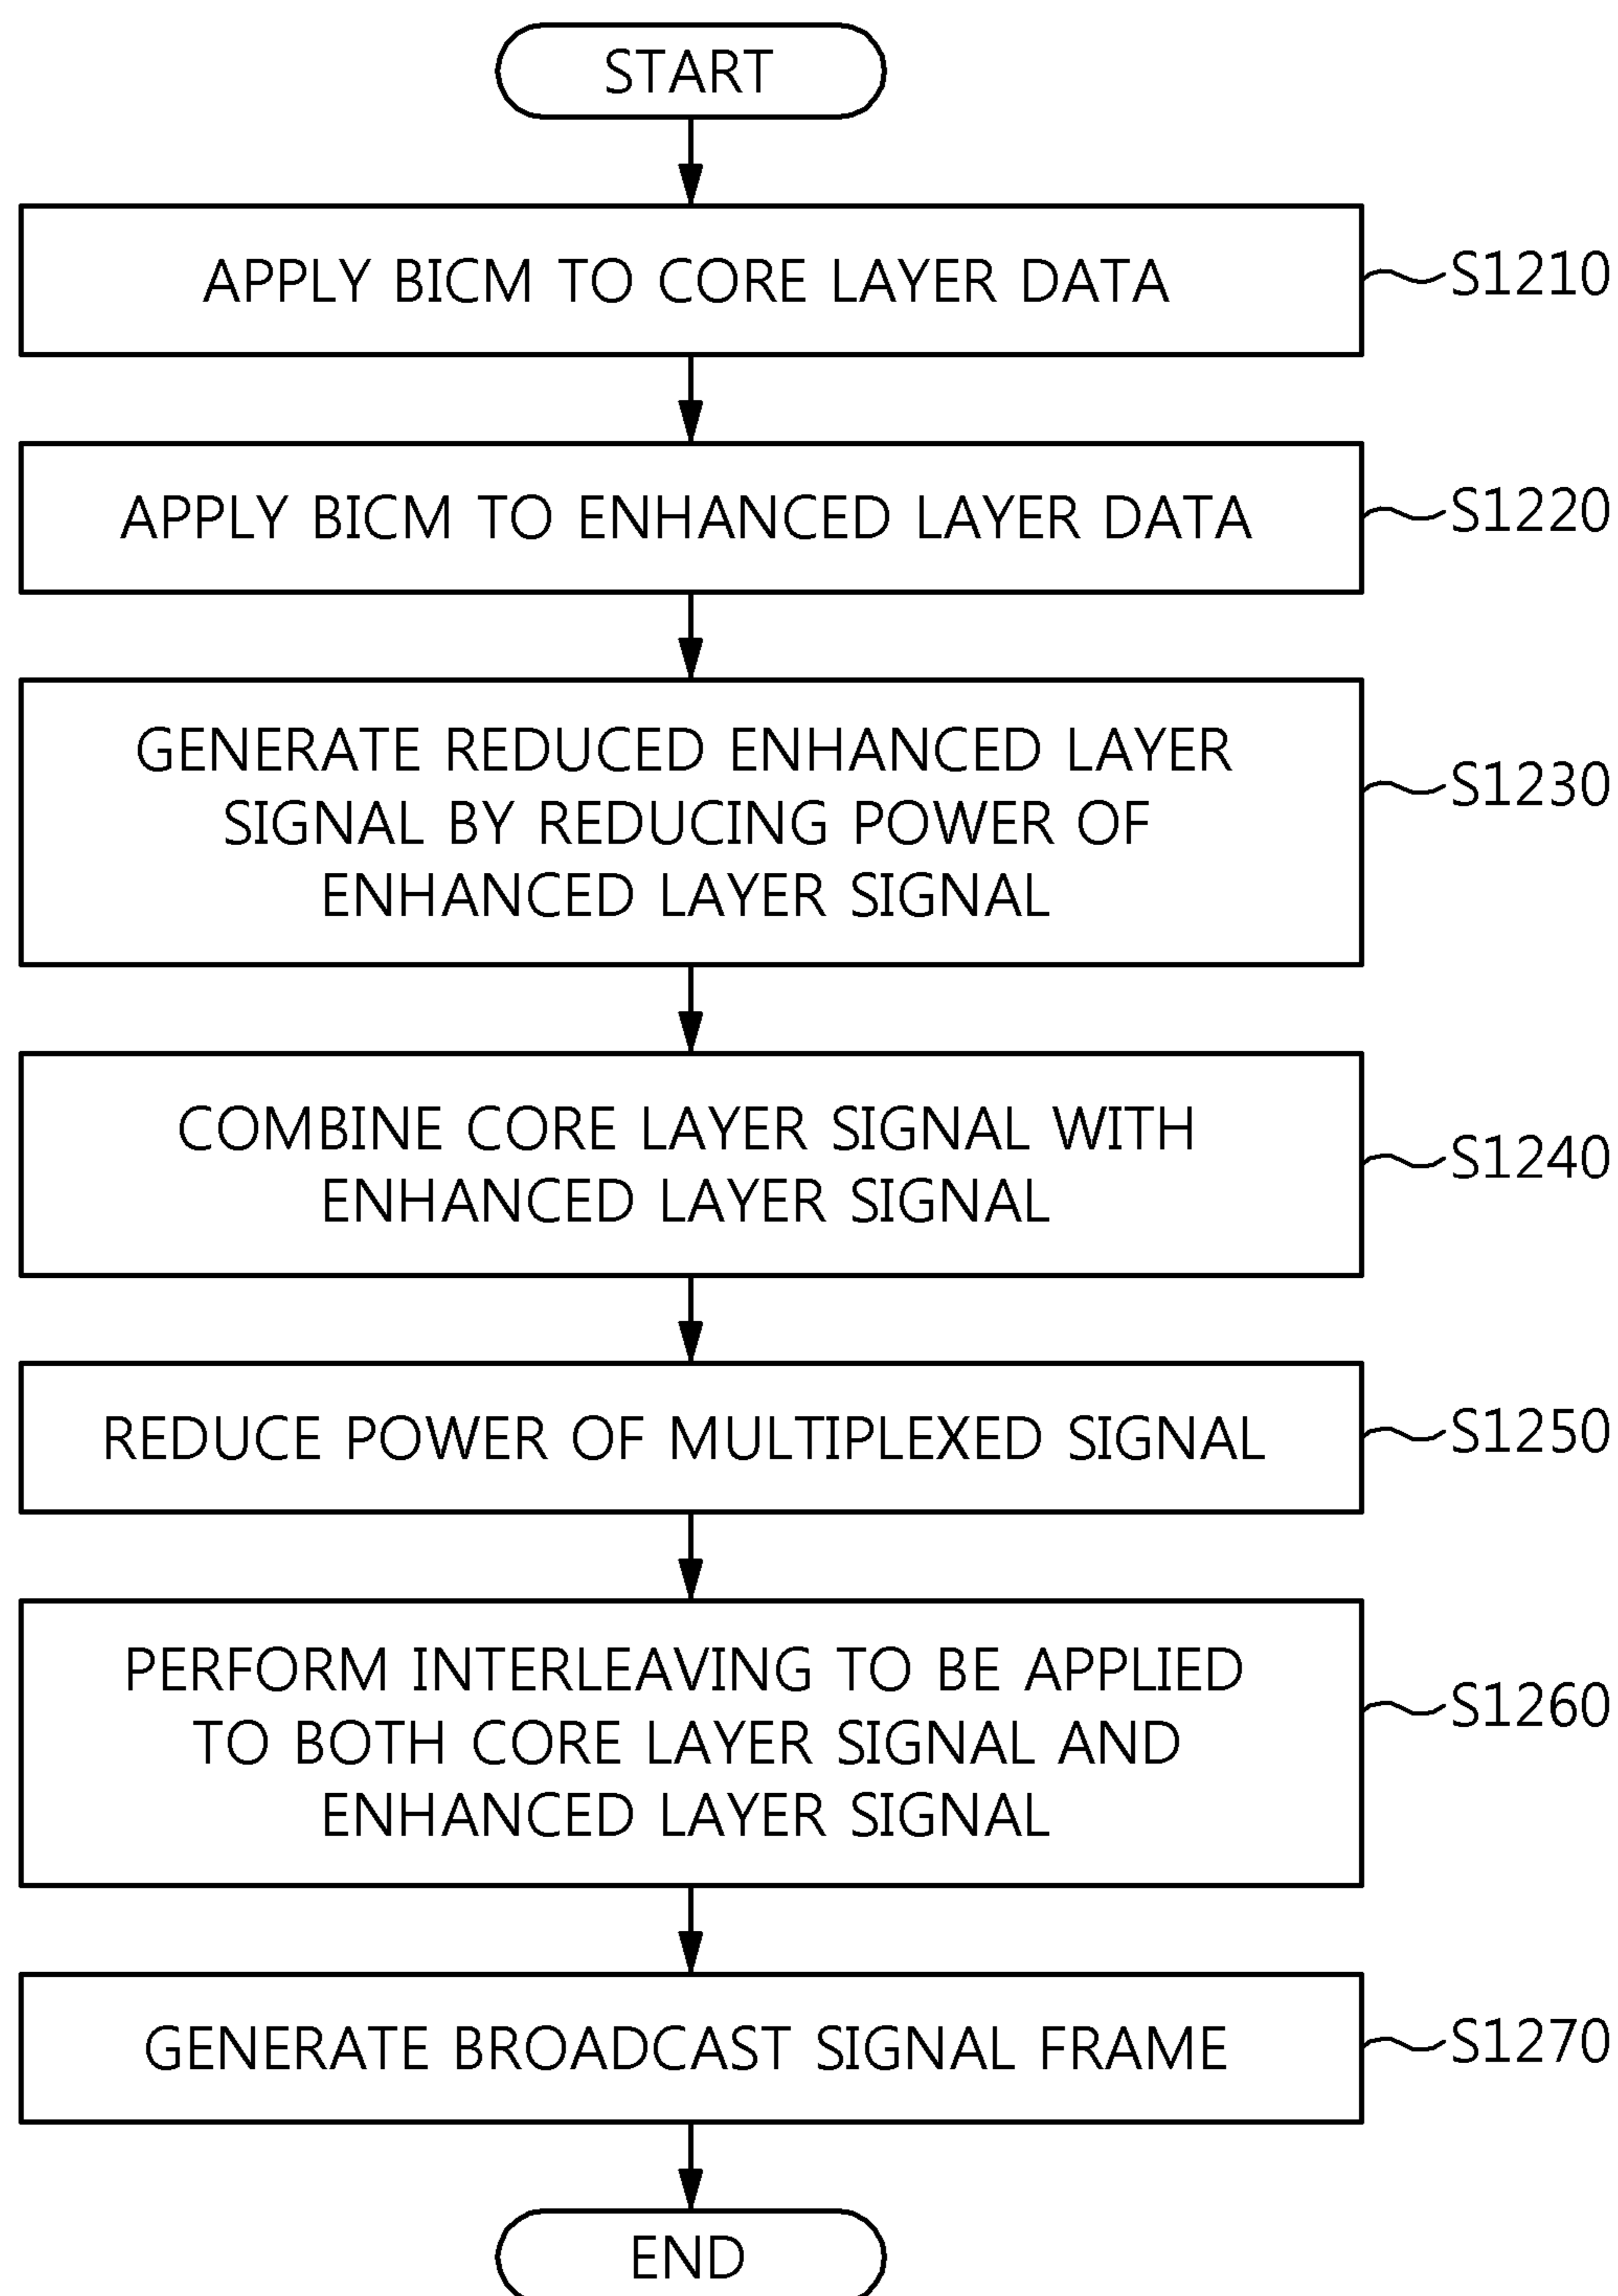 START
APPLY BICM TO CORE LAYER DATA
S1210
APPLY BICM TO ENHANCED LAYER DATA
S1220
GENERATE REDUCED ENHANCED LAYER
SIGNAL BY REDUCING POWER OF
ENHANCED LAYER SIGNAL
S1230
COMBINE CORE LAYER SIGNAL WITH
ENHANCED LAYER SIGNAL
S1240
REDUCE POWER OF MULTIPLEXED SIGNAL
S1250
PERFORM INTERLEAVING TO BE APPLIED
TO BOTH CORE LAYER SIGNAL AND
ENHANCED LAYER SIGNAL
S1260
GENERATE BROADCAST SIGNAL FRAME
S1270
END